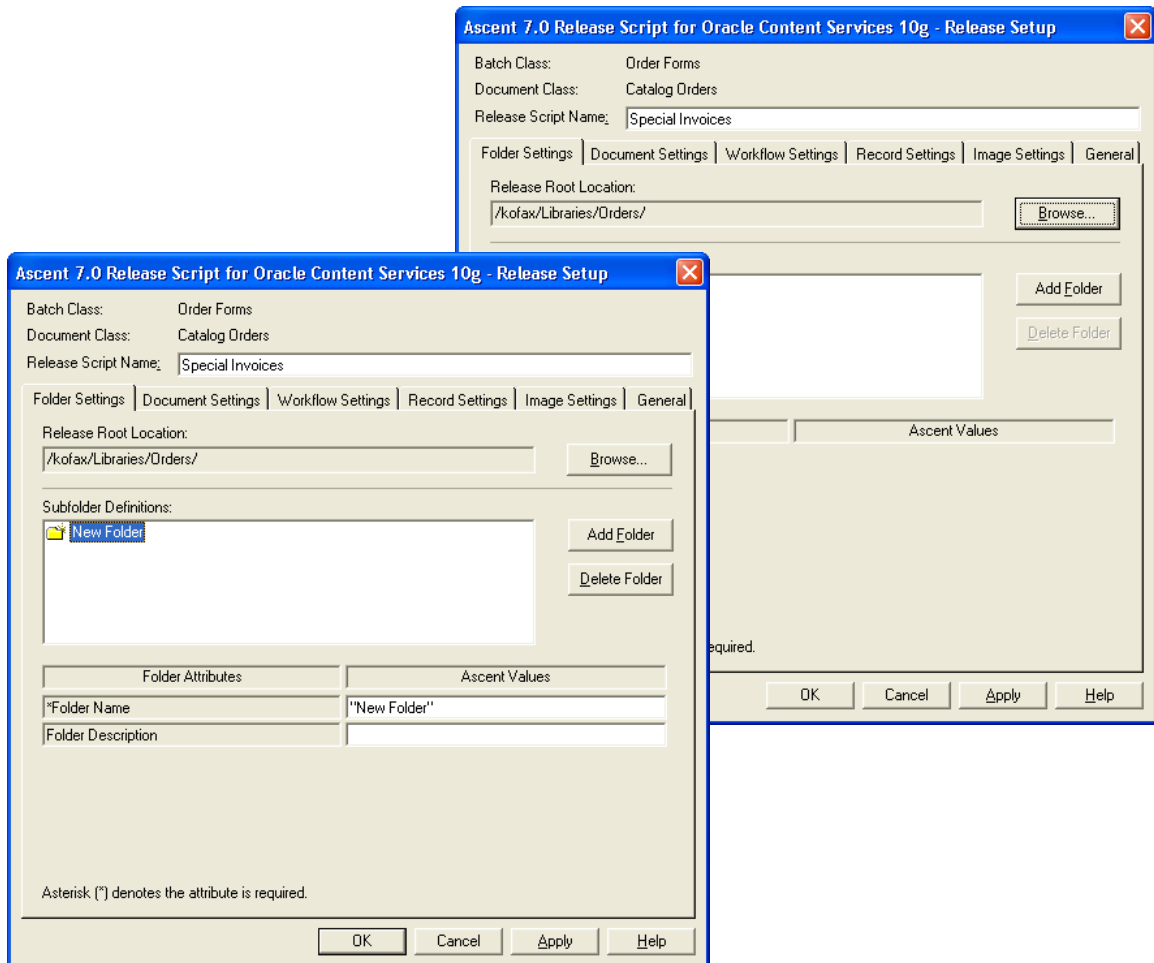 Ascent 7.0 Release Script for Oracle Content Services 10g - Release Setup
Batch Class: Order Forms
Document Class: Catalog Orders
Release Script Name: Special Invoices
Folder Settings Document Settings Workflow Settings Record Settings Image Settings General
Release Root Location:
/kofax/Libraries/Orders/ Browse...
Add Folder
Delete Folder
Ascent Values
equired.
OK Cancel Apply Help
Ascent 7.0 Release Script for Oracle Content Services 10g - Release Setup
Batch Class: Order Forms
Document Class: Catalog Orders
Release Script Name: Special Invoices
Folder Settings Document Settings Workflow Settings Record Settings Image Settings General
Release Root Location:
/kofax/Libraries/Orders/ Browse...
Subfolder Definitions:
New Folder Add Folder
Delete Folder
Folder Attributes Ascent Values
*Folder Name "New Folder"
Folder Description
Asterisk (*) denotes the attribute is required.
OK Cancel Apply Help